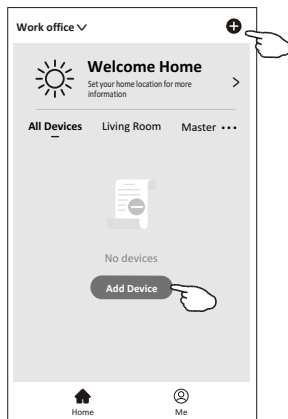 Work office
Welcome Home
Set your home location for more
information
All Devices Living Room Master
No devices
Add Device
Home Me